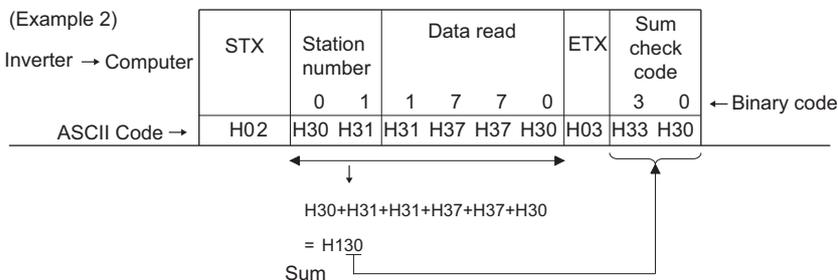 (Example 2)
Inverter → Computer
STX
Station
number
Data read
ETX
Sum
check
code
0 1 1 7 7 0 3 0
← Binary code
ASCII Code →
H02 H30 H31 H31 H37 H37 H30 H03 H33 H30
H30+H31+H31+H37+H37+H30
= H130
Sum